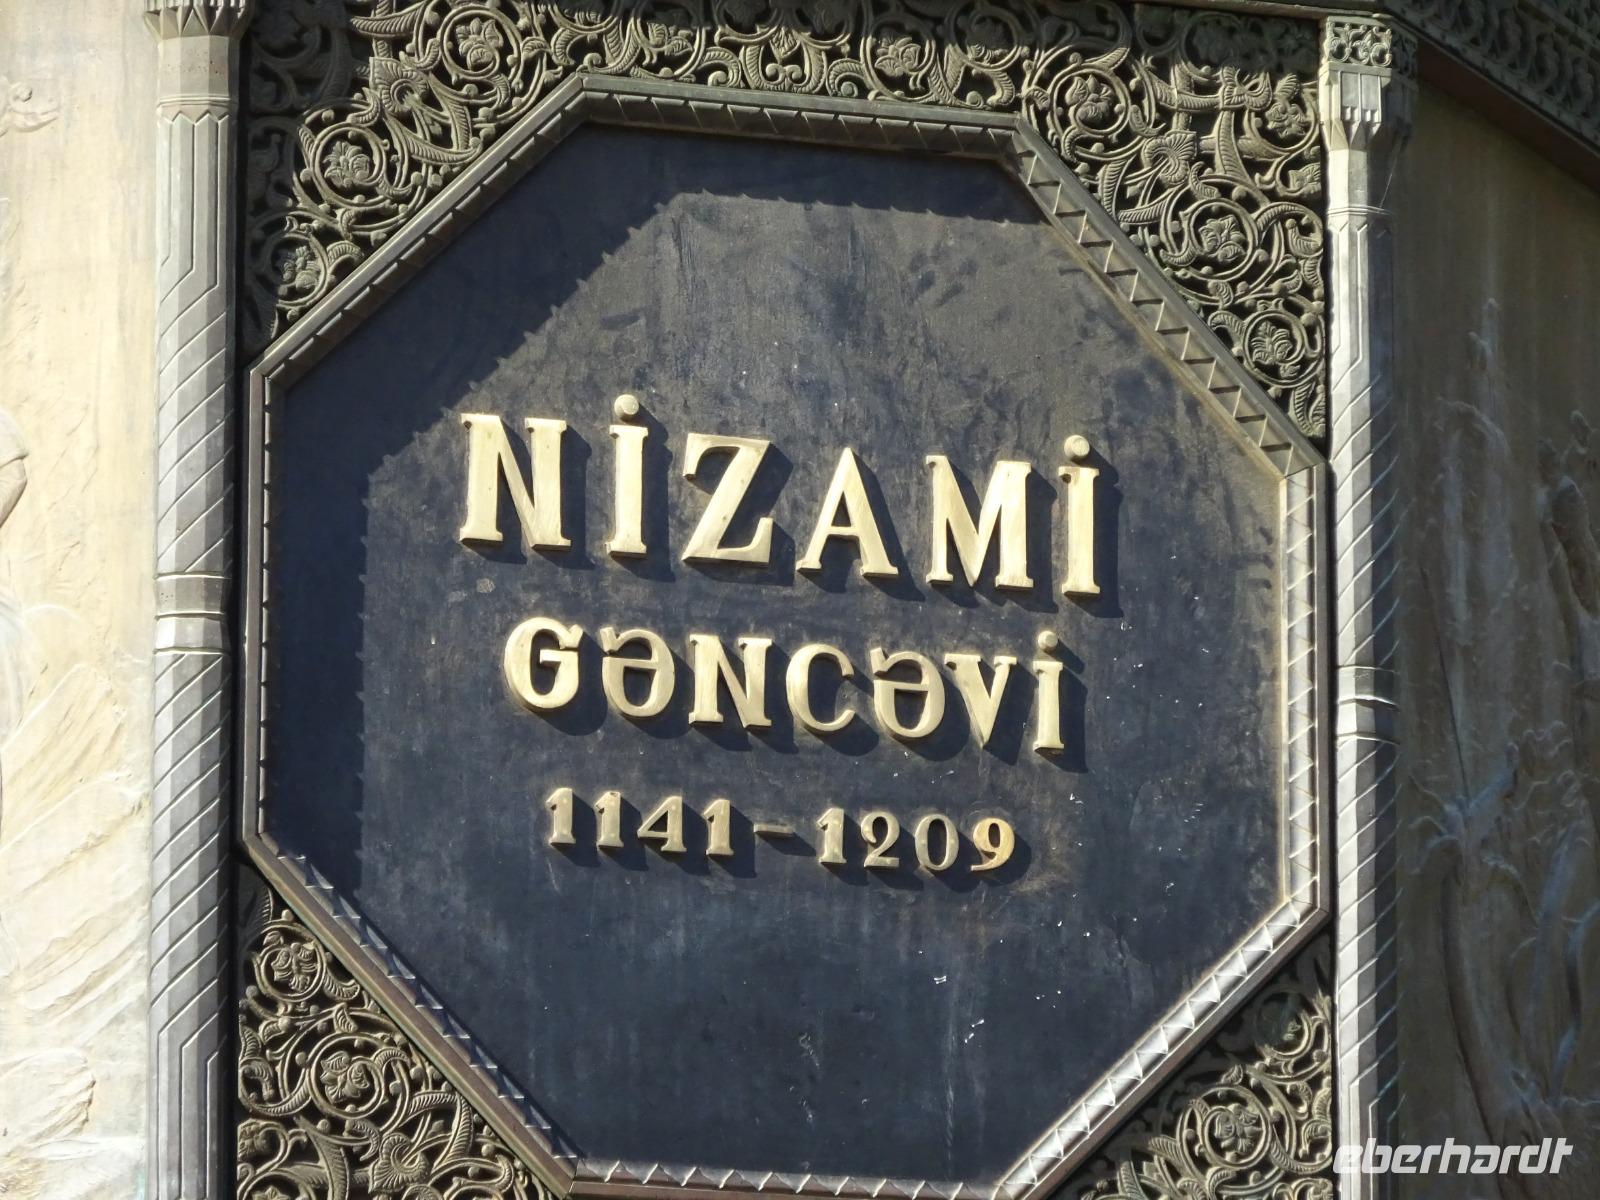 NİZAMİ
GƏNCƏVİ
1141-1209
eberhardt